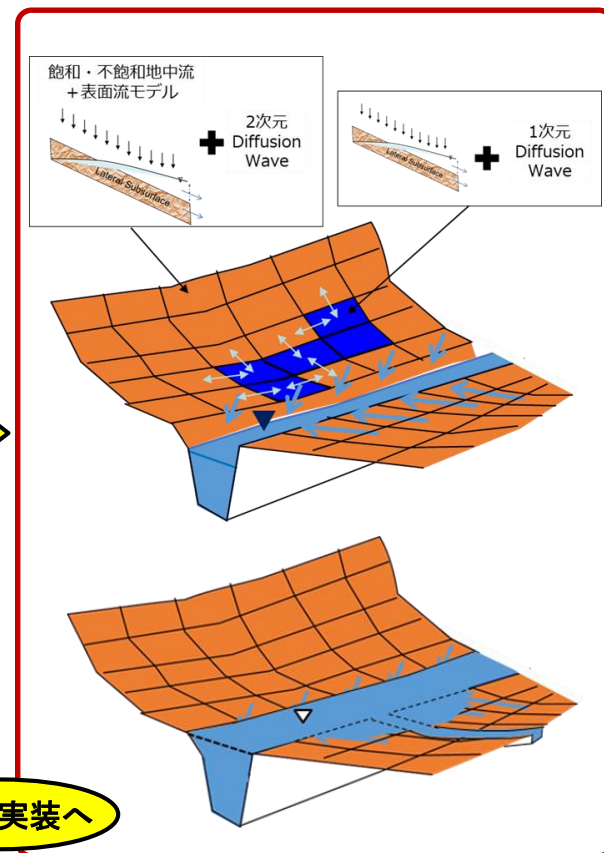 飽和・不飽和地中流
+表面流モデル
Lateral Subsurface
2次元
Diffusion
Wave
Lateral Subsurface
1次元
Diffusion
Wave
実装へ